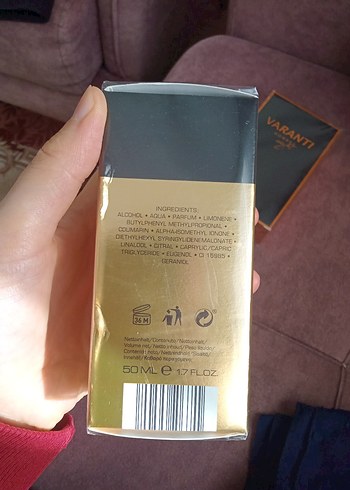 VARANTI
INGREDIENTS:
ALCOHOL • AQUA • PARFUM • LIMONENE •
BUTYLPHENYL METHYLPROPIONAL •
COUMARIN • ALPHA-ISOMETHYL IONONE •
DIETHYLHEXYL SYRINGYLIDENEMALONATE •
LINALOOL • CITRAL • CAPRYLIC/CAPRIC
TRIGLYCERIDE • EUGENOL • CI 15985 •
GERANIOL
36 M
50 ML e 1.7 FL.OZ.